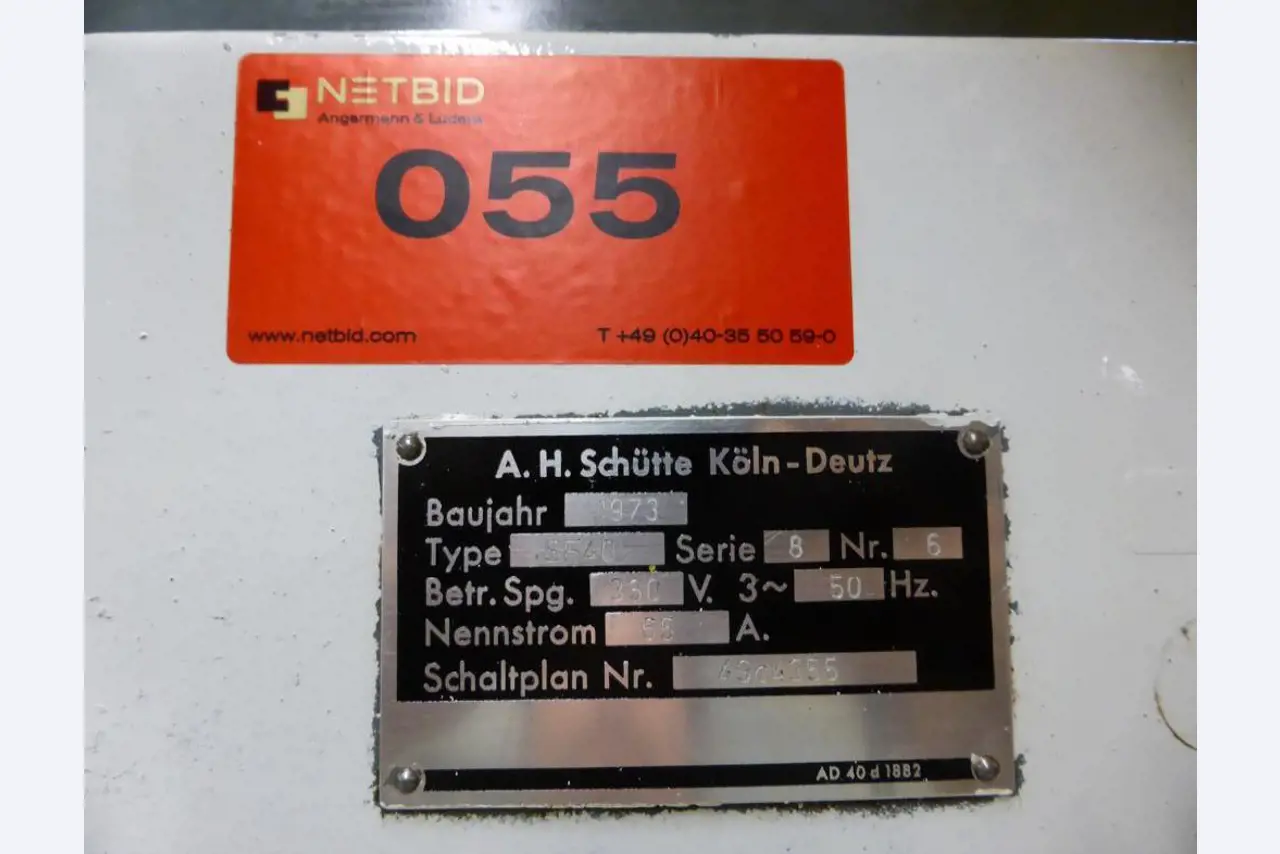 NETBID
Angermann & Lüders
055
www.netbid.com
T +49 (0)40-35 50 59-0
A. H. Schütte Köln-Deutz
Baujahr 1973
Type Serie 8 Nr. 6
Betr. Spg. V. 3~ 50 Hz.
Nennstrom A.
Schaltplan Nr.
AD 40 d 1882